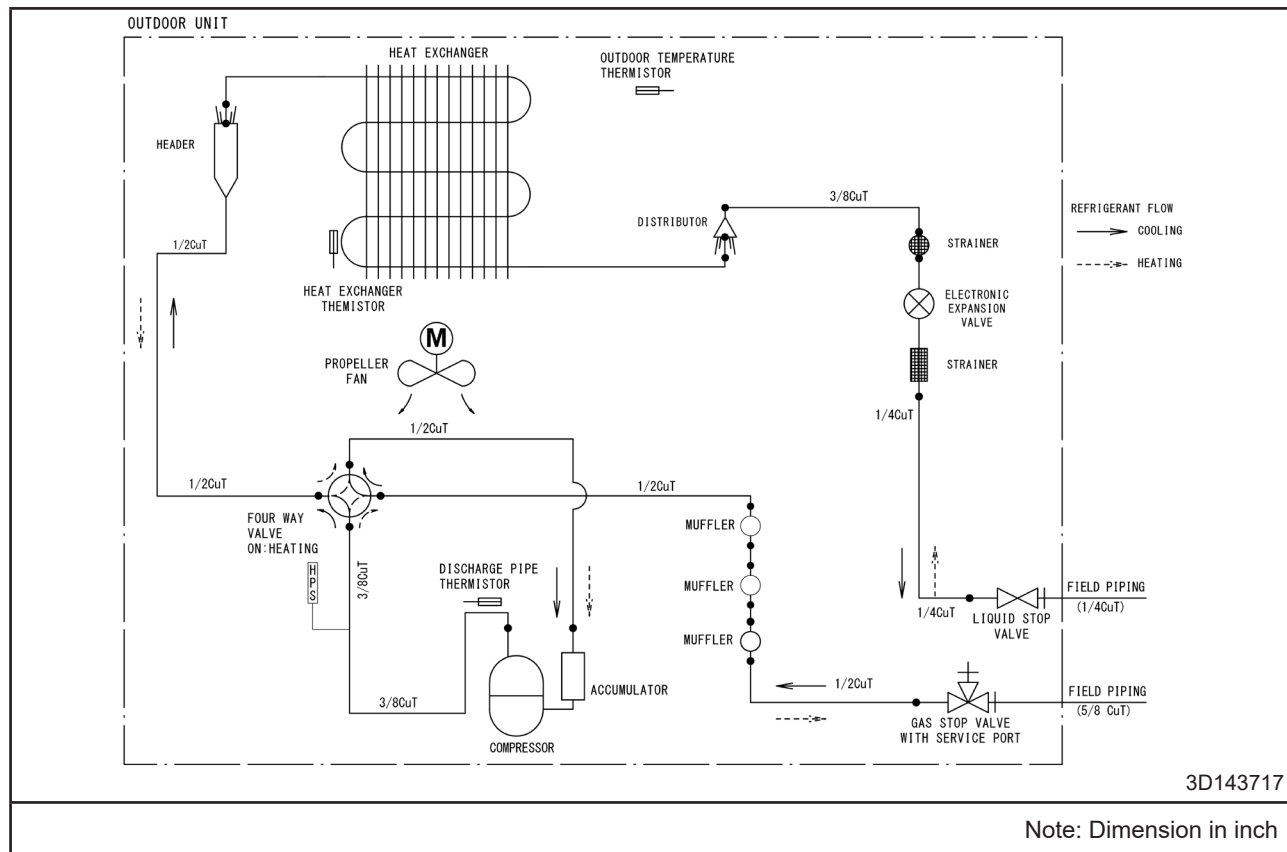 OUTDOOR UNIT
HEAT EXCHANGER
OUTDOOR TEMPERATURE
THERMISTOR
HEADER
3/8CuT
DISTRIBUTOR
STRAINER
REFRIGERANT FLOW
COOLING
HEATING
1/2CuT
HEAT EXCHANGER
THEMISTOR
ELECTRONIC
EXPANSION
VALVE
M
PROPELLER
FAN
STRAINER
1/4CuT
1/2CuT
1/2CuT
1/2CuT
FOUR WAY
VALVE
ON:HEATING
MUFFLER
HPS
3/8CuT
DISCHARGE PIPE
THERMISTOR
MUFFLER
FIELD PIPING
(1/4CuT)
1/4CuT
LIQUID STOP
VALVE
MUFFLER
ACCUMULATOR
3/8CuT
1/2CuT
FIELD PIPING
(5/8 CuT)
COMPRESSOR
GAS STOP VALVE
WITH SERVICE PORT
3D143717
Note: Dimension in inch